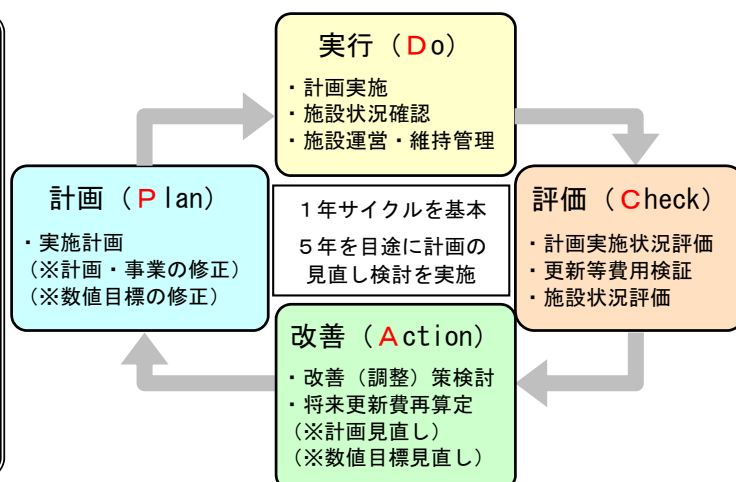 実行（Do）
・計画実施
・施設状況確認
・施設運営・維持管理
計画（Plan）
・実施計画
（※計画・事業の修正）
（※数値目標の修正）
１年サイクルを基本
５年を目途に計画の
見直し検討を実施
評価（Check）
・計画実施状況評価
・更新等費用検証
・施設状況評価
改善（Action）
・改善（調整）策検討
・将来更新費再算定
（※計画見直し）
（※数値目標見直し）